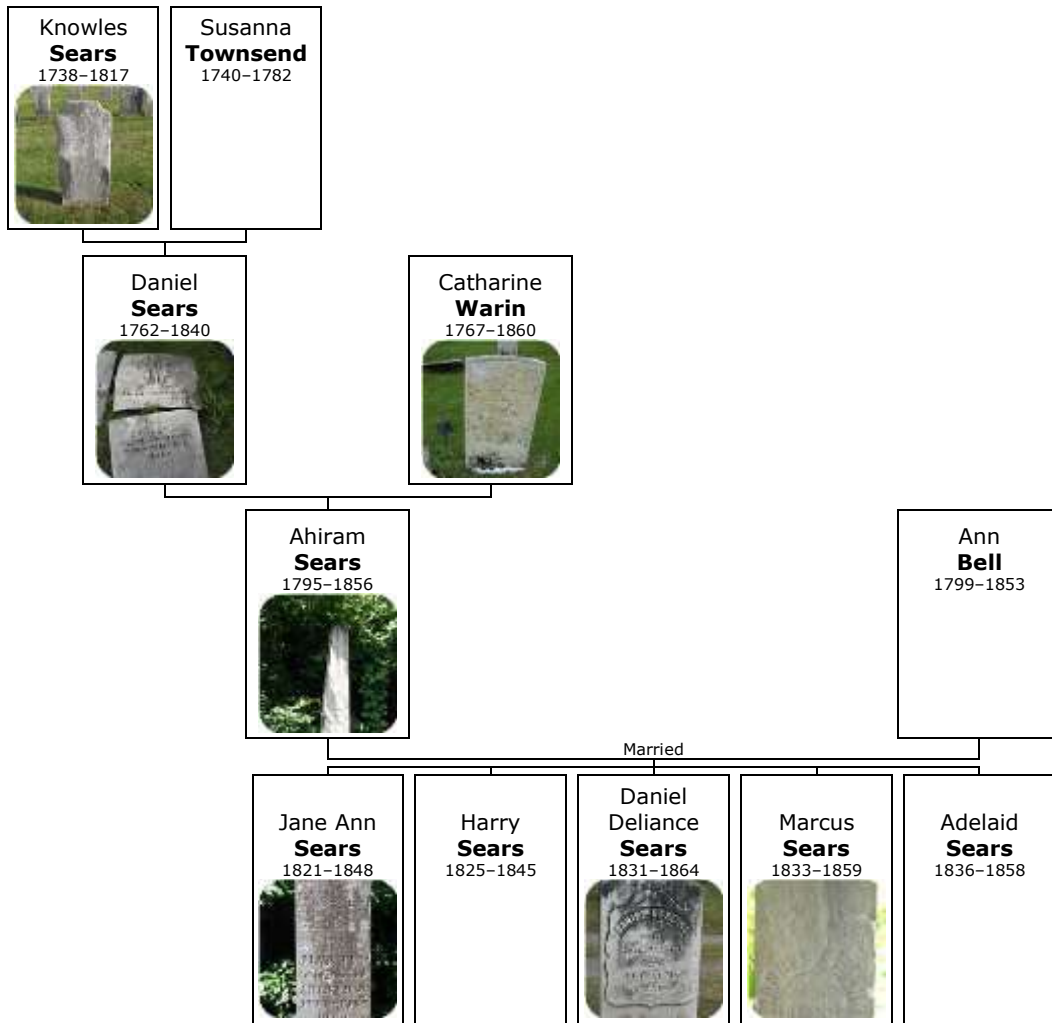 Knowles
Sears
1738–1817
Susanna
Townsend
1740–1782
Daniel
Sears
1762–1840
Catharine
Warin
1767–1860
Ahiram
Sears
1795–1856
Ann
Bell
1799–1853
Married
Jane Ann
Sears
1821–1848
Harry
Sears
1825–1845
Daniel
Deliance
Sears
1831–1864
Marcus
Sears
1833–1859
Adelaid
Sears
1836–1858